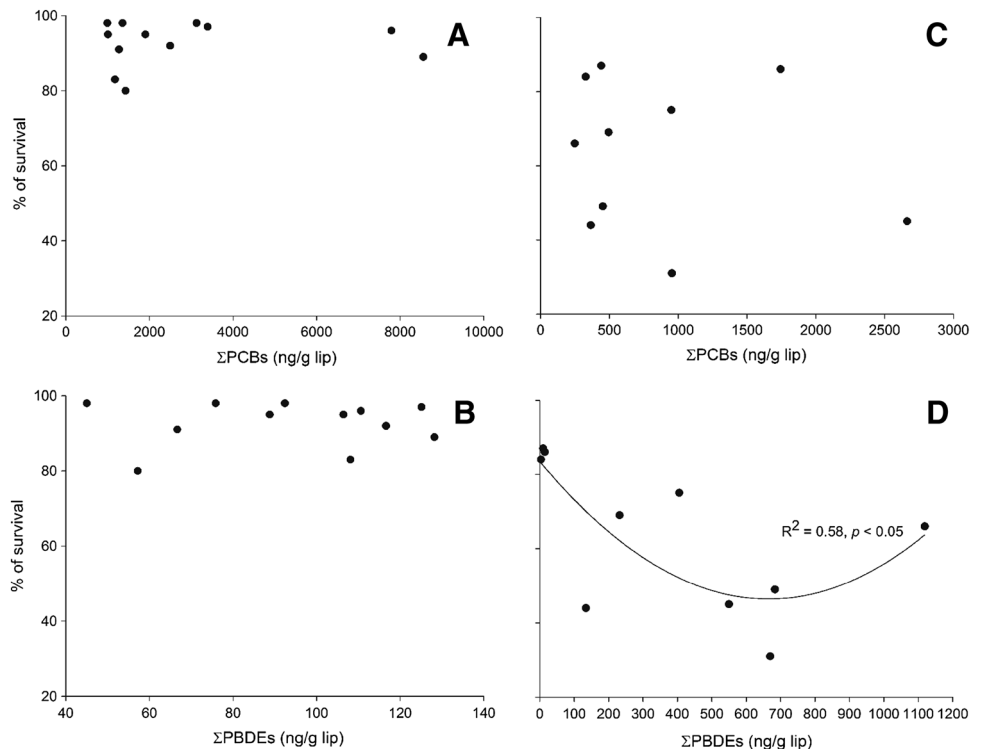 100
80
60
40
20
% of survival
A
0 2000 4000 6000 8000 10000
ΣPCBs (ng/g lip)
C
0 500 1000 1500 2000 2500 3000
ΣPCBs (ng/g lip)
100
80
60
40
20
% of survival
B
40 60 80 100 120 140
ΣPBDEs (ng/g lip)
D
R2 = 0.58, p < 0.05
0 100 200 300 400 500 600 700 800 900 1000 1100 1200
ΣPBDEs (ng/g lip)